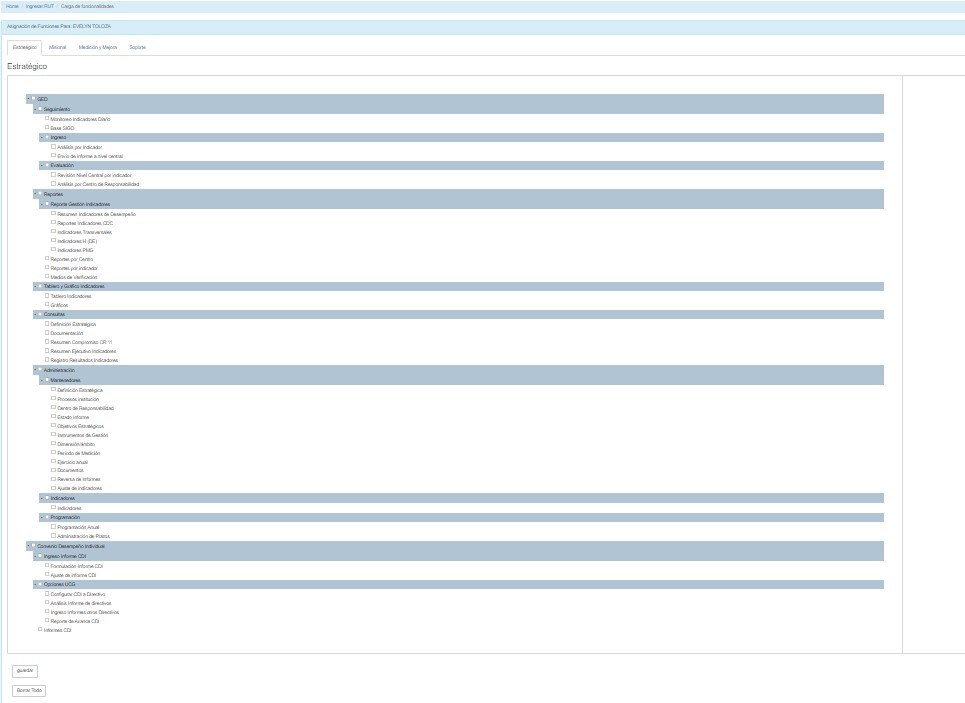 Home / Ingresar RUT / Carga de funcionalidades
Asignación de Funciones Para: EVELYN TOLOZA
Estratégico Misional Medición y Mejora Soporte
Estratégico
GED
Seguimiento
Monitoreo Indicadores Diario
Base SIGO
Ingreso
Análisis por Indicador
Envío de informe a nivel central
Evaluación
Revisión Nivel Central por Indicador
Análisis por Centro de Responsabilidad
Reportes
Reporte Gestión Indicadores
Resumen Indicadores de Desempeño
Reportes Indicadores CDC
Indicadores Transversales
Indicadores H (DE)
Indicadores PMG
Reportes por Centro
Reportes por Indicador
Medios de Verificación
Tablero y Gráfico Indicadores
Tablero Indicadores
Gráficos
Consultas
Definición Estratégica
Documentación
Resumen Compromiso CR
Resumen Ejecutivo Indicadores
Registro Resultados Indicadores
Administración
Mantenedores
Definición Estratégica
Procesos Institución
Centro de Responsabilidad
Estado Informe
Objetivos Estratégicos
Instrumentos de Gestión
Dimensión/ámbito
Período de Medición
Ejercicio anual
Documentos
Reversa de Informes
Ajuste de Indicadores
Indicadores
Indicadores
Programación
Programación Anual
Administración de Plazos
Convenio Desempeño Individual
Ingreso Informe CDI
Formulación Informe CDI
Ajuste de Informe CDI
Opciones UCG
Configurar CDI a Directivo
Análisis Informe de directivos
Ingreso Informes otros Directivos
Reporte de Avance CDI
Informes CDI
guardar
Borrar Todo